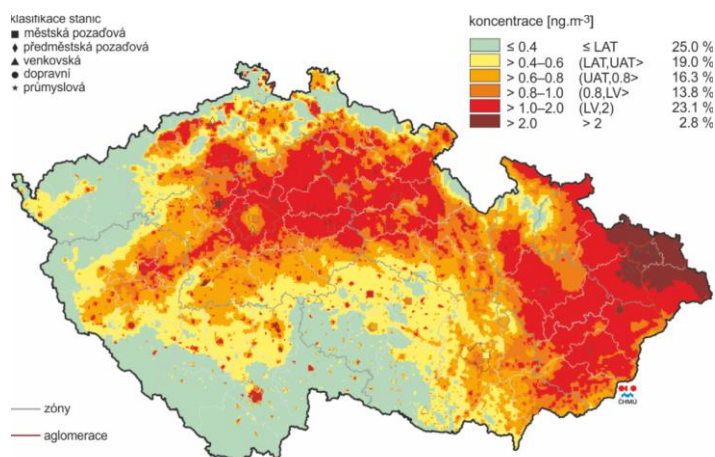 klasifikace stanic
městská pozaďová
předměstská pozaďová
venkovská
dopravní
průmyslová
koncentrace [ng.m-3]
≤ 0.4 ≤ LAT 25.0 %
> 0.4–0.6 (LAT,UAT> 19.0 %
> 0.6–0.8 (UAT,0.8> 16.3 %
> 0.8–1.0 (0.8,LV> 13.8 %
> 1.0–2.0 (LV,2) 23.1 %
> 2.0 > 2 2.8 %
ČHMÚ
zóny
aglomerace